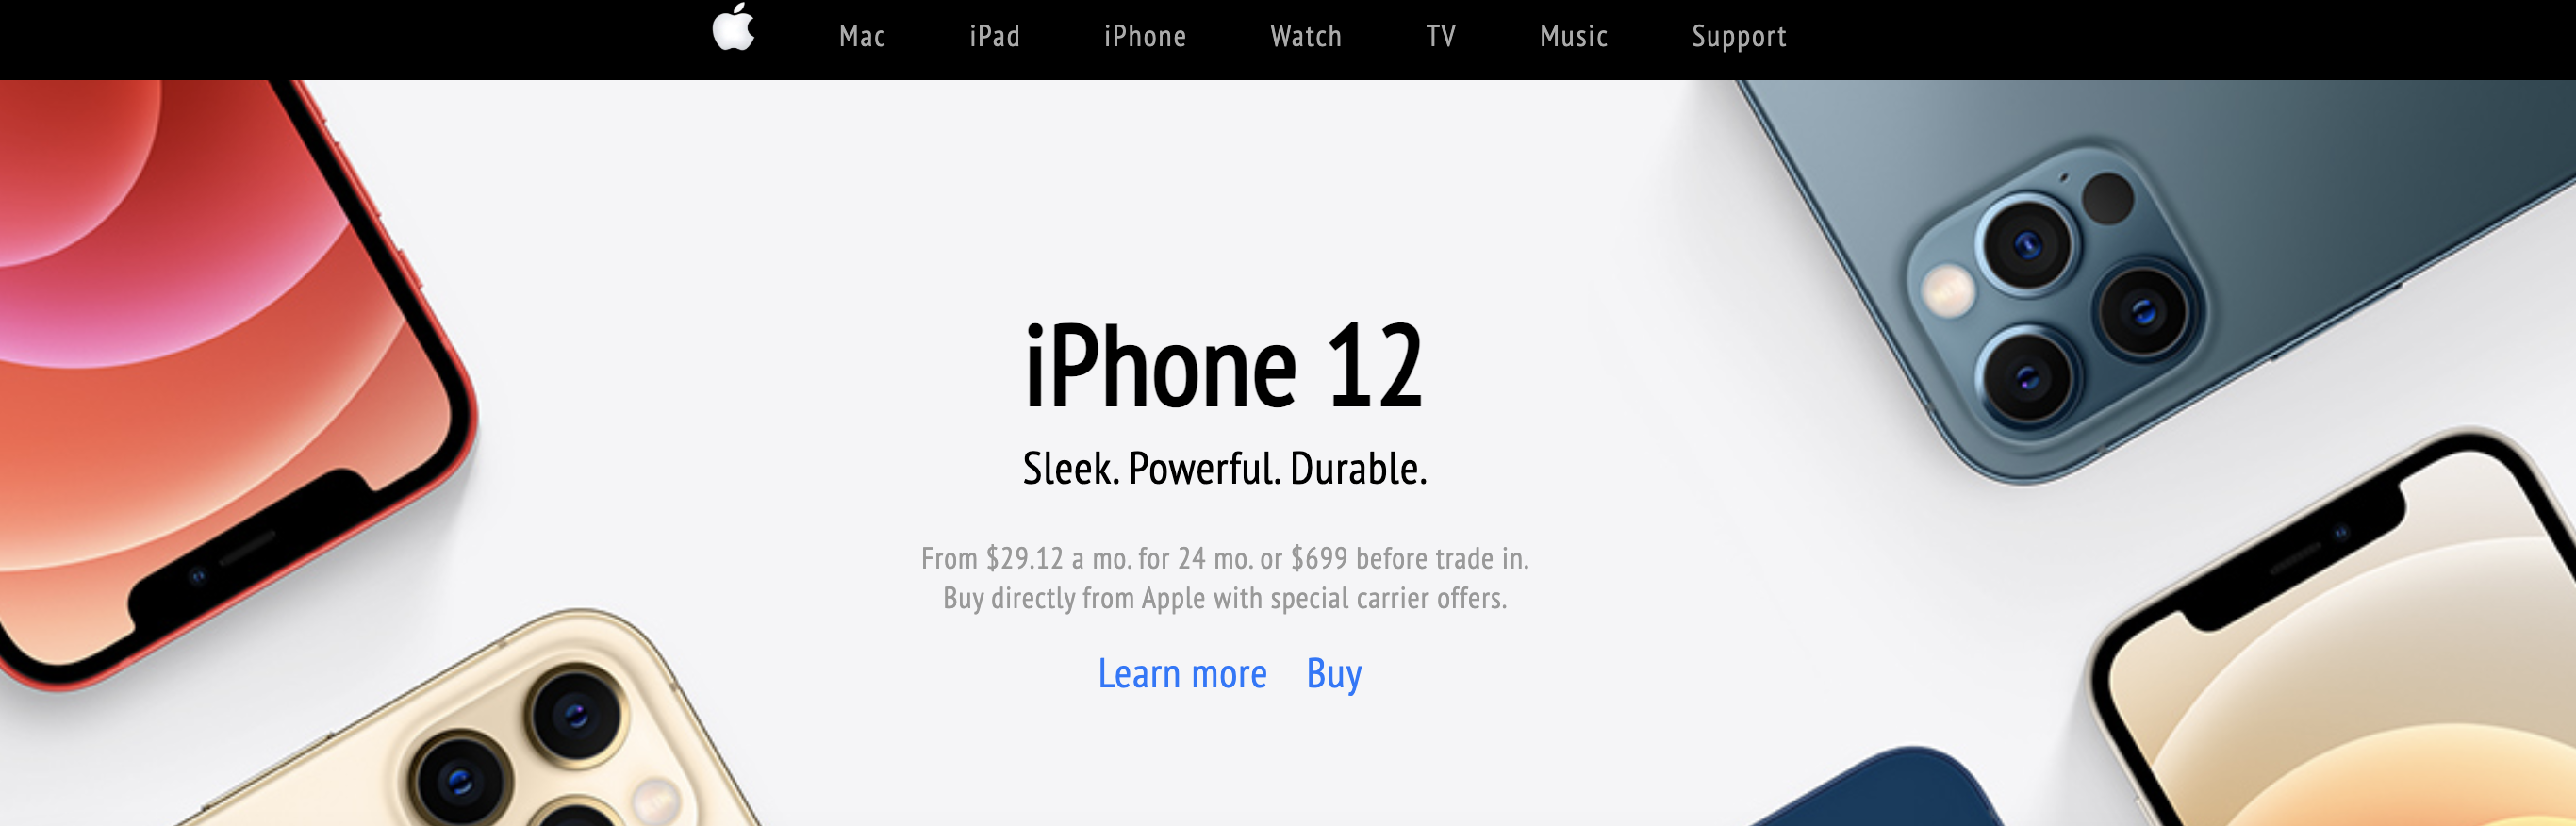 Mac iPad iPhone Watch TV Music Support
iPhone 12
Sleek. Powerful. Durable.
From $29.12 a mo. for 24 mo. or $699 before trade in.
Buy directly from Apple with special carrier offers.
Learn more Buy